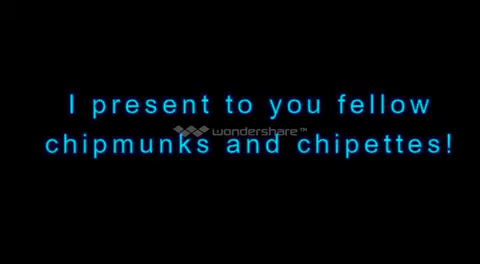 I present to you fellow
wondershare™
chipmunks and chipettes!